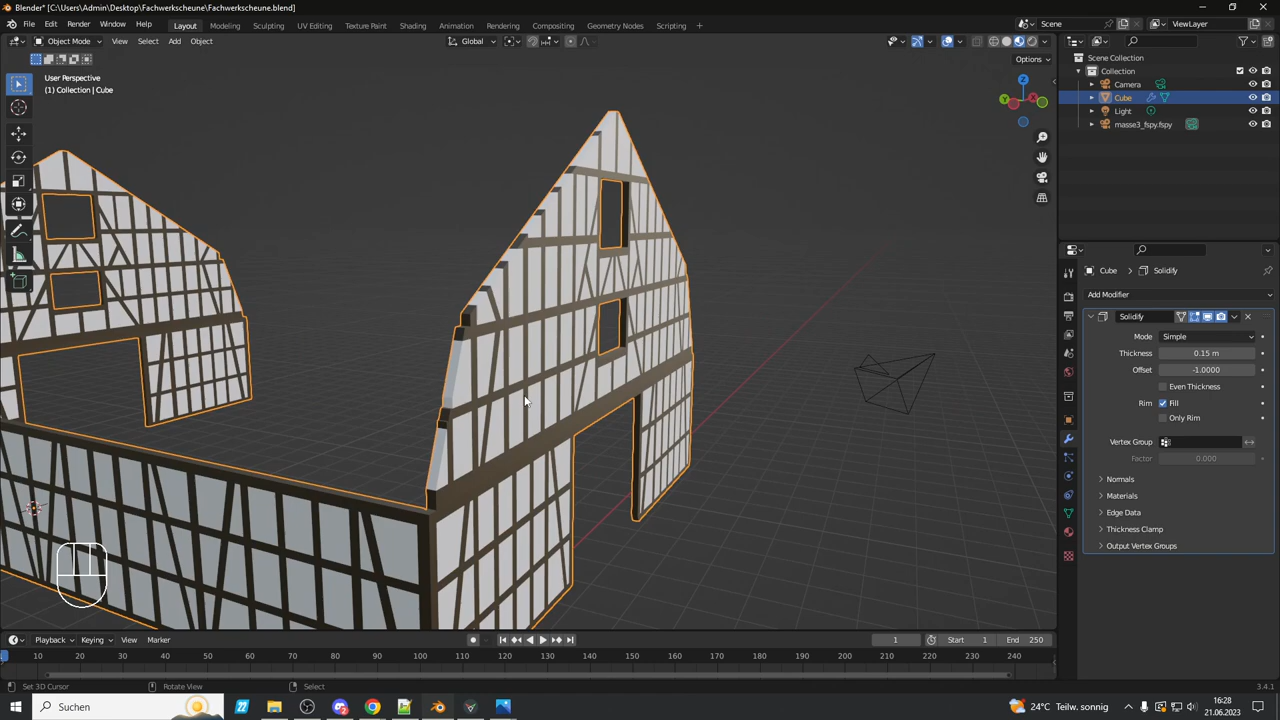 Blender* [C:\Users\Admin\Desktop\Fachwerkscheune\Fachwerkscheune.blend]
File Edit Render Window Help Layout Modeling Sculpting UV Editing Texture Paint Shading Animation Rendering Compositing Geometry Nodes Scripting + Scene ViewLayer
Object Mode View Select Add Object Global
Options
User Perspective
(1) Collection | Cube
Scene Collection
Collection
Camera
Cube
Light
masse3_fspy.fspy
Cube > Solidify
Add Modifier
Solidify
Mode Simple
Thickness 0.15 m
Offset -1.0000
Even Thickness
Rim Fill
Only Rim
Vertex Group
Factor 0.000
Normals
Materials
Edge Data
Thickness Clamp
Output Vertex Groups
Playback Keying View Marker 1 Start 1 End 250
10 20 30 40 50 60 70 80 90 100 110 120 130 140 150 160 170 180 190 200 210 220 230 240
Set 3D Cursor Rotate View Select 3.4.1
Suchen 24°C Teilw. sonnig 16:28
21.06.2023